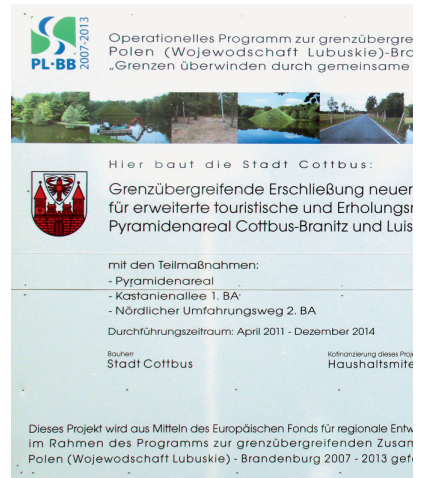 PL·BB
2007-2013
Operationelles Programm zur grenzübergre
Polen (Wojewodschaft Lubuskie)-Bra
„Grenzen überwinden durch gemeinsame
Hier baut die Stadt Cottbus:
Grenzübergreifende Erschließung neuer
für erweiterte touristische und Erholungsr
Pyramidenareal Cottbus-Branitz und Luis
mit den Teilmaßnahmen:
- Pyramidenareal
- Kastanienallee 1. BA
- Nördlicher Umfahrungsweg 2. BA
Durchführungszeitraum: April 2011 - Dezember 2014
Bauherr
Stadt Cottbus
Kofinanzierung dieses Proje
Haushaltsmitte
Dieses Projekt wird aus Mitteln des Europäischen Fonds für regionale Entw
im Rahmen des Programms zur grenzübergreifenden Zusam
Polen (Wojewodschaft Lubuskie) - Brandenburg 2007 - 2013 gefö